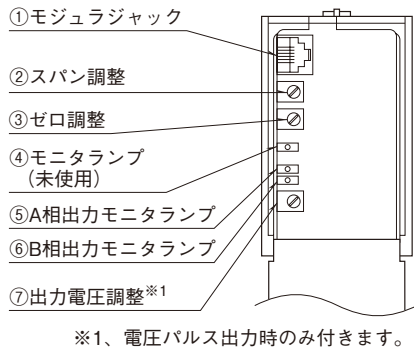 ①モジュラジャック
②スパン調整
③ゼロ調整
④モニタランプ
（未使用）
⑤A相出力モニタランプ
⑥B相出力モニタランプ
⑦出力電圧調整※1
※1、電圧パルス出力時のみ付きます。